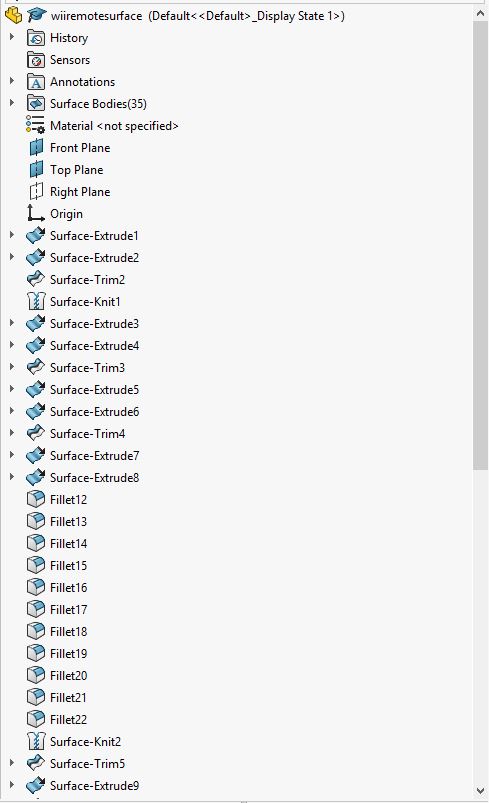 wiiremotesurface (Default<<Default>_Display State 1>)
History
Sensors
Annotations
Surface Bodies(35)
Material <not specified>
Front Plane
Top Plane
Right Plane
Origin
Surface-Extrude1
Surface-Extrude2
Surface-Trim2
Surface-Knit1
Surface-Extrude3
Surface-Extrude4
Surface-Trim3
Surface-Extrude5
Surface-Extrude6
Surface-Trim4
Surface-Extrude7
Surface-Extrude8
Fillet12
Fillet13
Fillet14
Fillet15
Fillet16
Fillet17
Fillet18
Fillet19
Fillet20
Fillet21
Fillet22
Surface-Knit2
Surface-Trim5
Surface-Extrude9